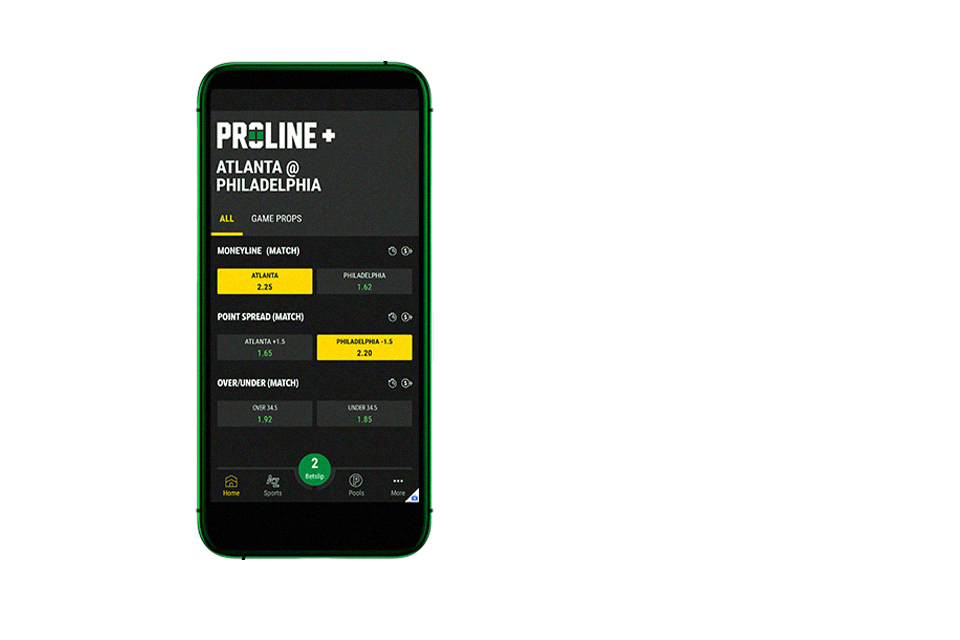 PROLINE +
ATLANTA @
PHILADELPHIA
ALL GAME PROPS
MONEYLINE (MATCH)
ATLANTA PHILADELPHIA
2.25 1.62
POINT SPREAD (MATCH)
ATLANTA +1.5 PHILADELPHIA -1.5
1.65 2.20
OVER/UNDER (MATCH)
OVER 34.5 UNDER 34.5
1.92 1.85
2
Betslip
Home Sports Pools More